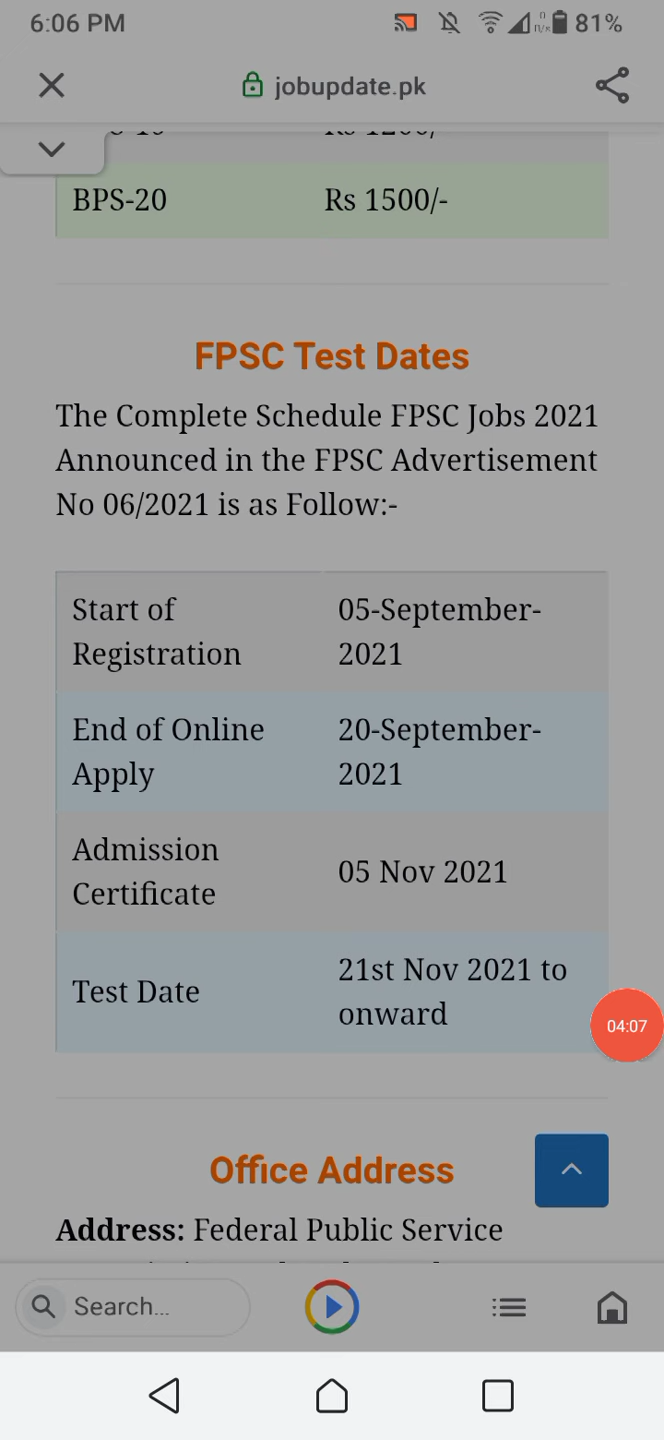 6:06 PM
81%
jobupdate.pk
BPS-20 Rs 1500/-
FPSC Test Dates
The Complete Schedule FPSC Jobs 2021
Announced in the FPSC Advertisement
No 06/2021 is as Follow:-
Start of
Registration
05-September-
2021
End of Online
Apply
20-September-
2021
Admission
Certificate
05 Nov 2021
Test Date
21st Nov 2021 to
onward
04:07
Office Address
Address: Federal Public Service
Search...